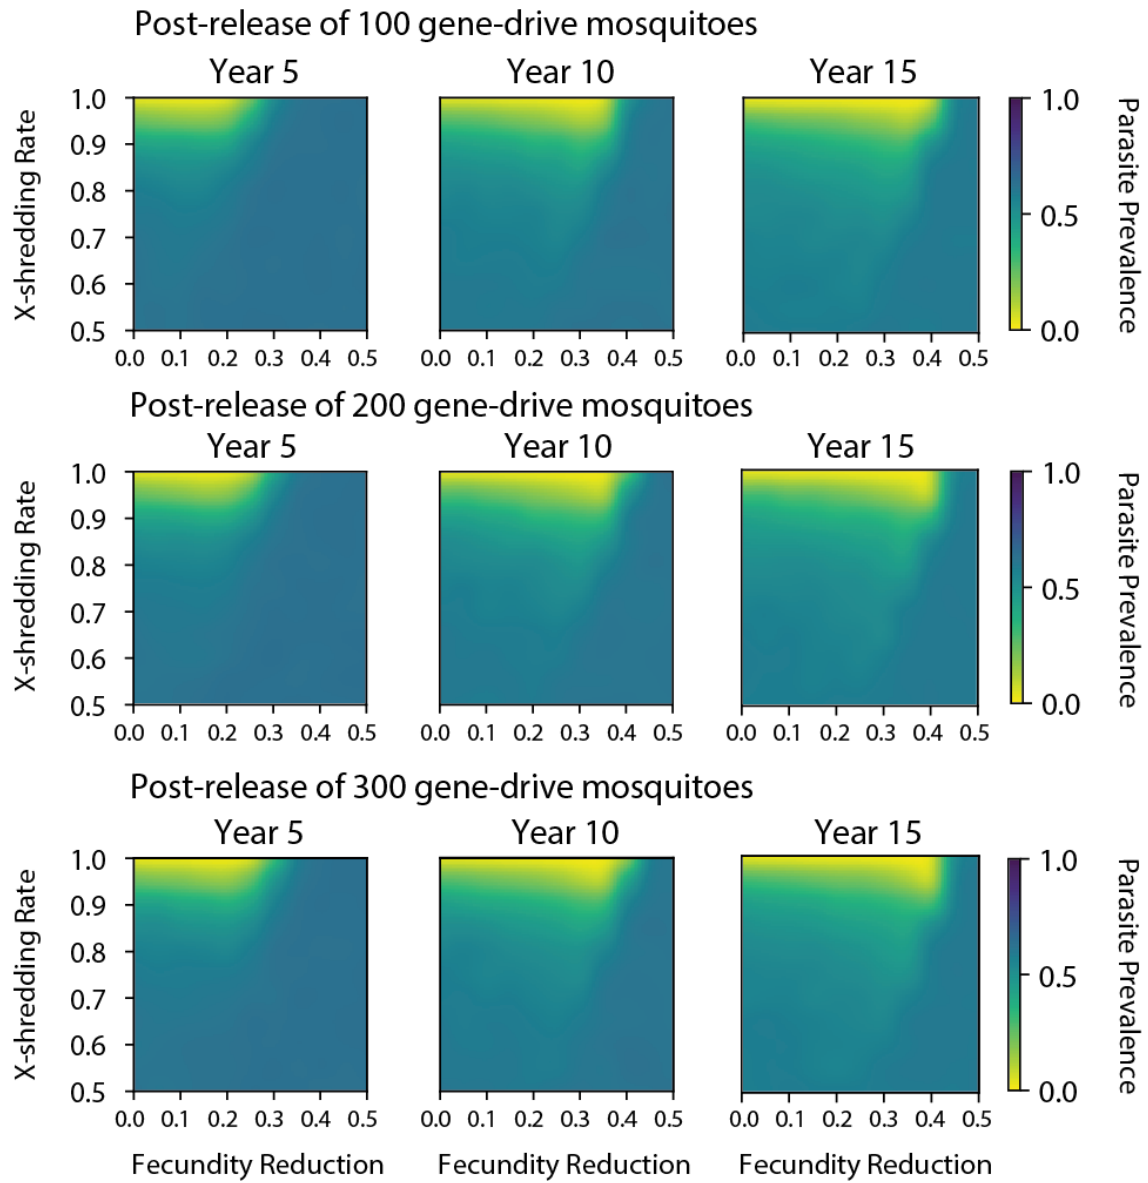 Post-release of 100 gene-drive mosquitoes
Year 5 Year 10 Year 15
X-shredding Rate
1.0
0.9
0.8
0.7
0.6
0.5
0.0 0.1 0.2 0.3 0.4 0.5
0.0 0.1 0.2 0.3 0.4 0.5
0.0 0.1 0.2 0.3 0.4 0.5
1.0
0.5
0.0
Parasite Prevalence
Post-release of 200 gene-drive mosquitoes
Year 5 Year 10 Year 15
X-shredding Rate
1.0
0.9
0.8
0.7
0.6
0.5
0.0 0.1 0.2 0.3 0.4 0.5
0.0 0.1 0.2 0.3 0.4 0.5
0.0 0.1 0.2 0.3 0.4 0.5
1.0
0.5
0.0
Parasite Prevalence
Post-release of 300 gene-drive mosquitoes
Year 5 Year 10 Year 15
X-shredding Rate
1.0
0.9
0.8
0.7
0.6
0.5
0.0 0.1 0.2 0.3 0.4 0.5
0.0 0.1 0.2 0.3 0.4 0.5
0.0 0.1 0.2 0.3 0.4 0.5
1.0
0.5
0.0
Parasite Prevalence
Fecundity Reduction Fecundity Reduction Fecundity Reduction